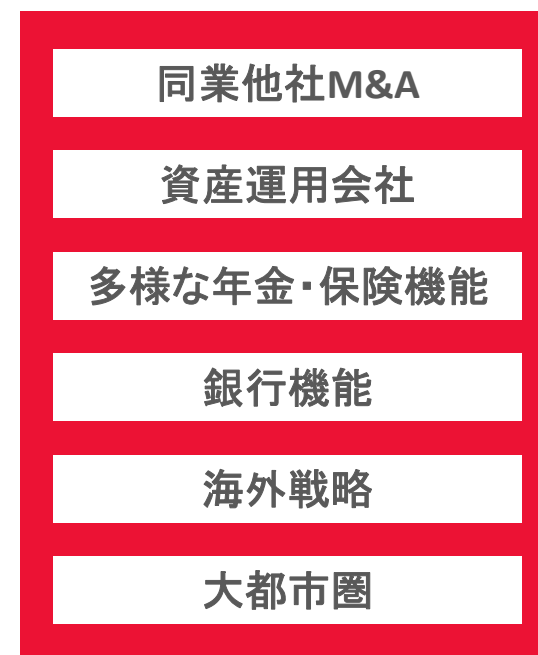 同業他社M&A
資産運用会社
多様な年金・保険機能
銀行機能
海外戦略
大都市圏